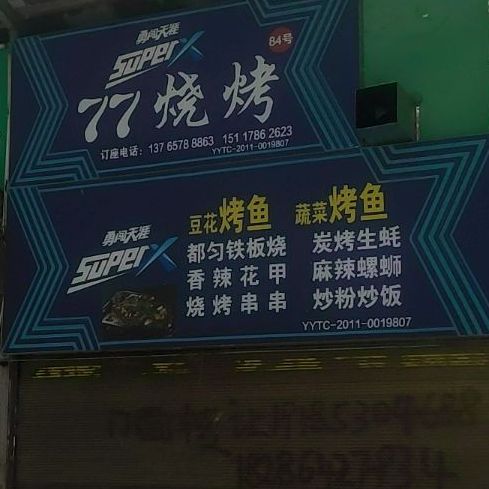 勇闯天涯
superX
84号
77烧烤
订座电话: 137 6578 8863 151 1786 2623
YYTC-2011-0019807
勇闯天涯
superX
豆花烤鱼 蔬菜烤鱼
都匀铁板烧 炭烤生蚝
香辣花甲 麻辣螺蛳
烧烤串串 炒粉炒饭
YYTC-2011-0019807